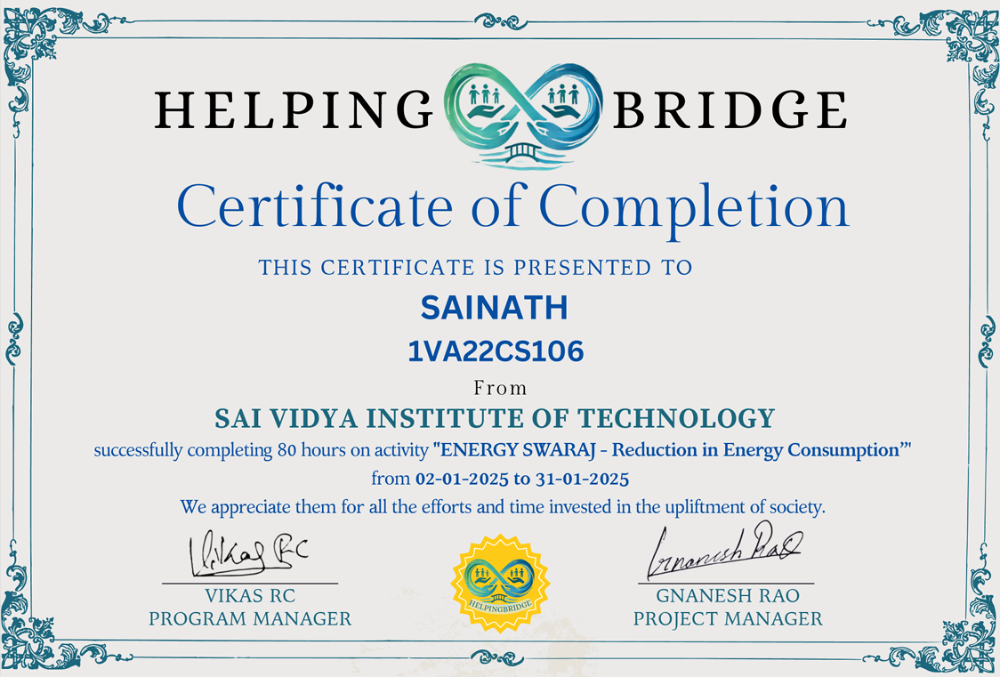 HELPING BRIDGE
Certificate of Completion
THIS CERTIFICATE IS PRESENTED TO
SAINATH
1VA22CS106
From
SAI VIDYA INSTITUTE OF TECHNOLOGY
successfully completing 80 hours on activity "ENERGY SWARAJ - Reduction in Energy Consumption”'
from 02-01-2025 to 31-01-2025
We appreciate them for all the efforts and time invested in the upliftment of society.
Vikas RC
Gnanesh Rao
VIKAS RC
GNANESH RAO
PROGRAM MANAGER
PROJECT MANAGER
HELPINGBRIDGE